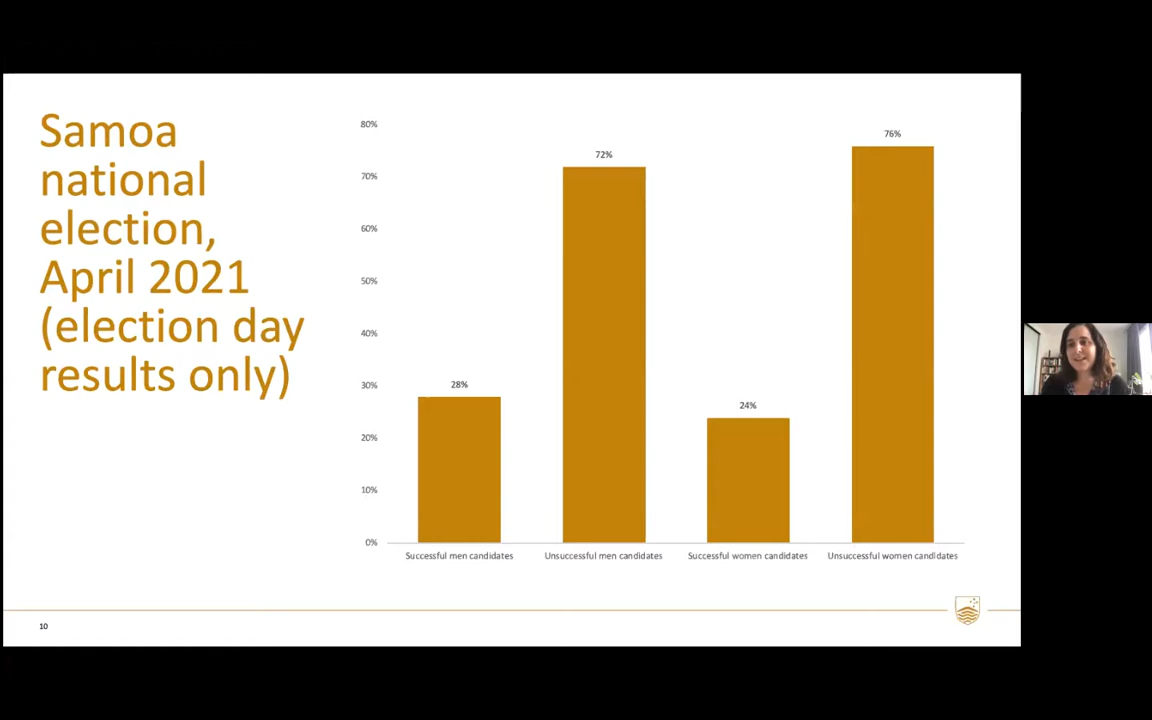 Samoa
national
election,
April 2021
(election day
results only)
80%
70%
60%
50%
40%
30%
20%
10%
0%
28%
72%
24%
76%
Successful men candidates
Unsuccessful men candidates
Successful women candidates
Unsuccessful women candidates
10